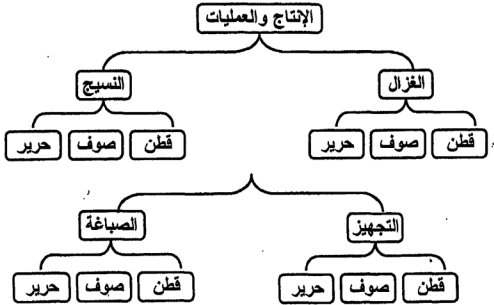 الإنتاج والعمليات
الغزال النسيج
قطن صوف حرير قطن صوف حرير
التجهيز الصباغة
قطن صوف حرير قطن صوف حرير